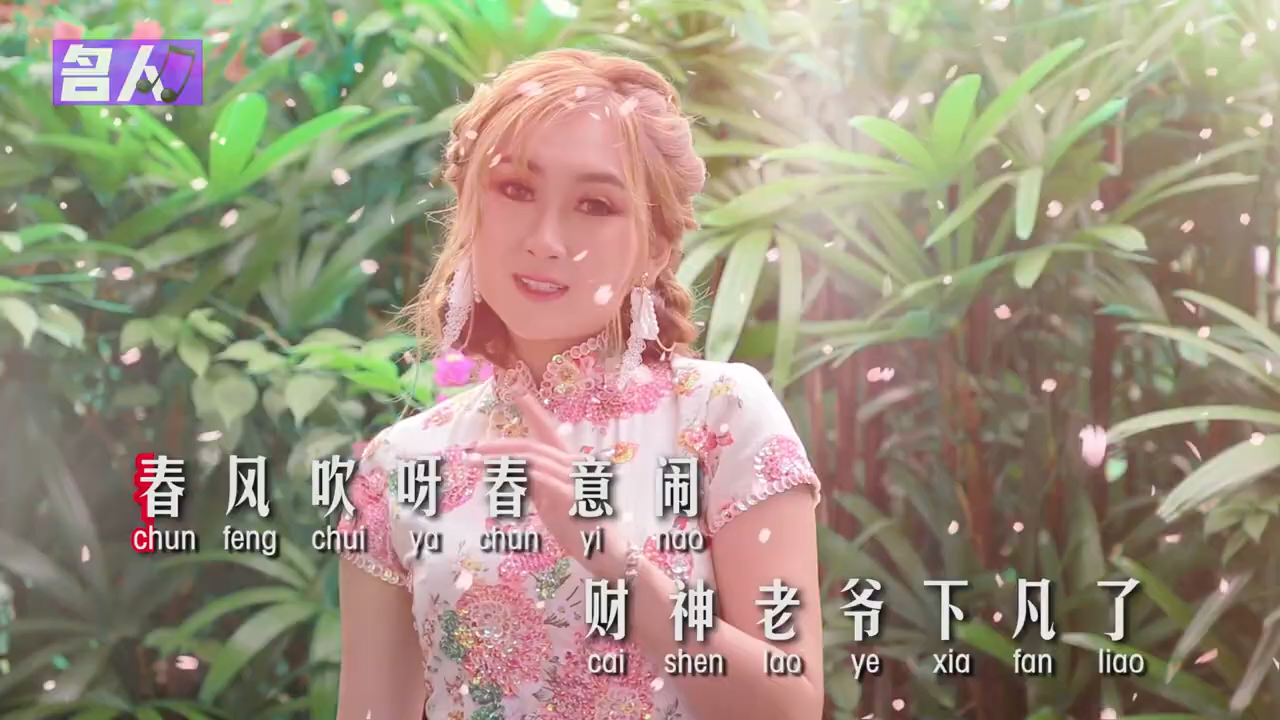 名人
春风吹呀春意闹
chun feng chui ya chun yi nao
财神老爷下凡了
cai shen lao ye xia fan liao